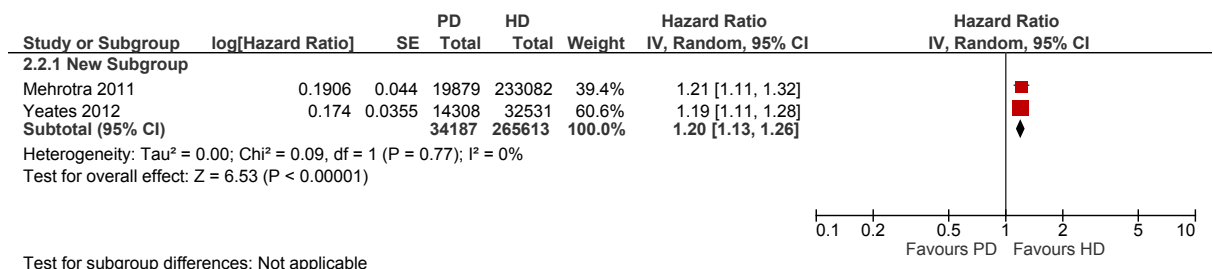 PD HD Hazard Ratio Hazard Ratio
Study or Subgroup log[Hazard Ratio] SE Total Total Weight IV, Random, 95% CI IV, Random, 95% CI
2.2.1 New Subgroup
Mehrotra 2011 0.1906 0.044 19879 233082 39.4% 1.21 [1.11, 1.32]
Yeates 2012 0.174 0.0355 14308 32531 60.6% 1.19 [1.11, 1.28]
Subtotal (95% CI) 34187 265613 100.0% 1.20 [1.13, 1.26]
Heterogeneity: Tau² = 0.00; Chi² = 0.09, df = 1 (P = 0.77); I² = 0%
Test for overall effect: Z = 6.53 (P < 0.00001)
0.1 0.2 0.5 1 2 5 10
Favours PD Favours HD
Test for subgroup differences: Not applicable